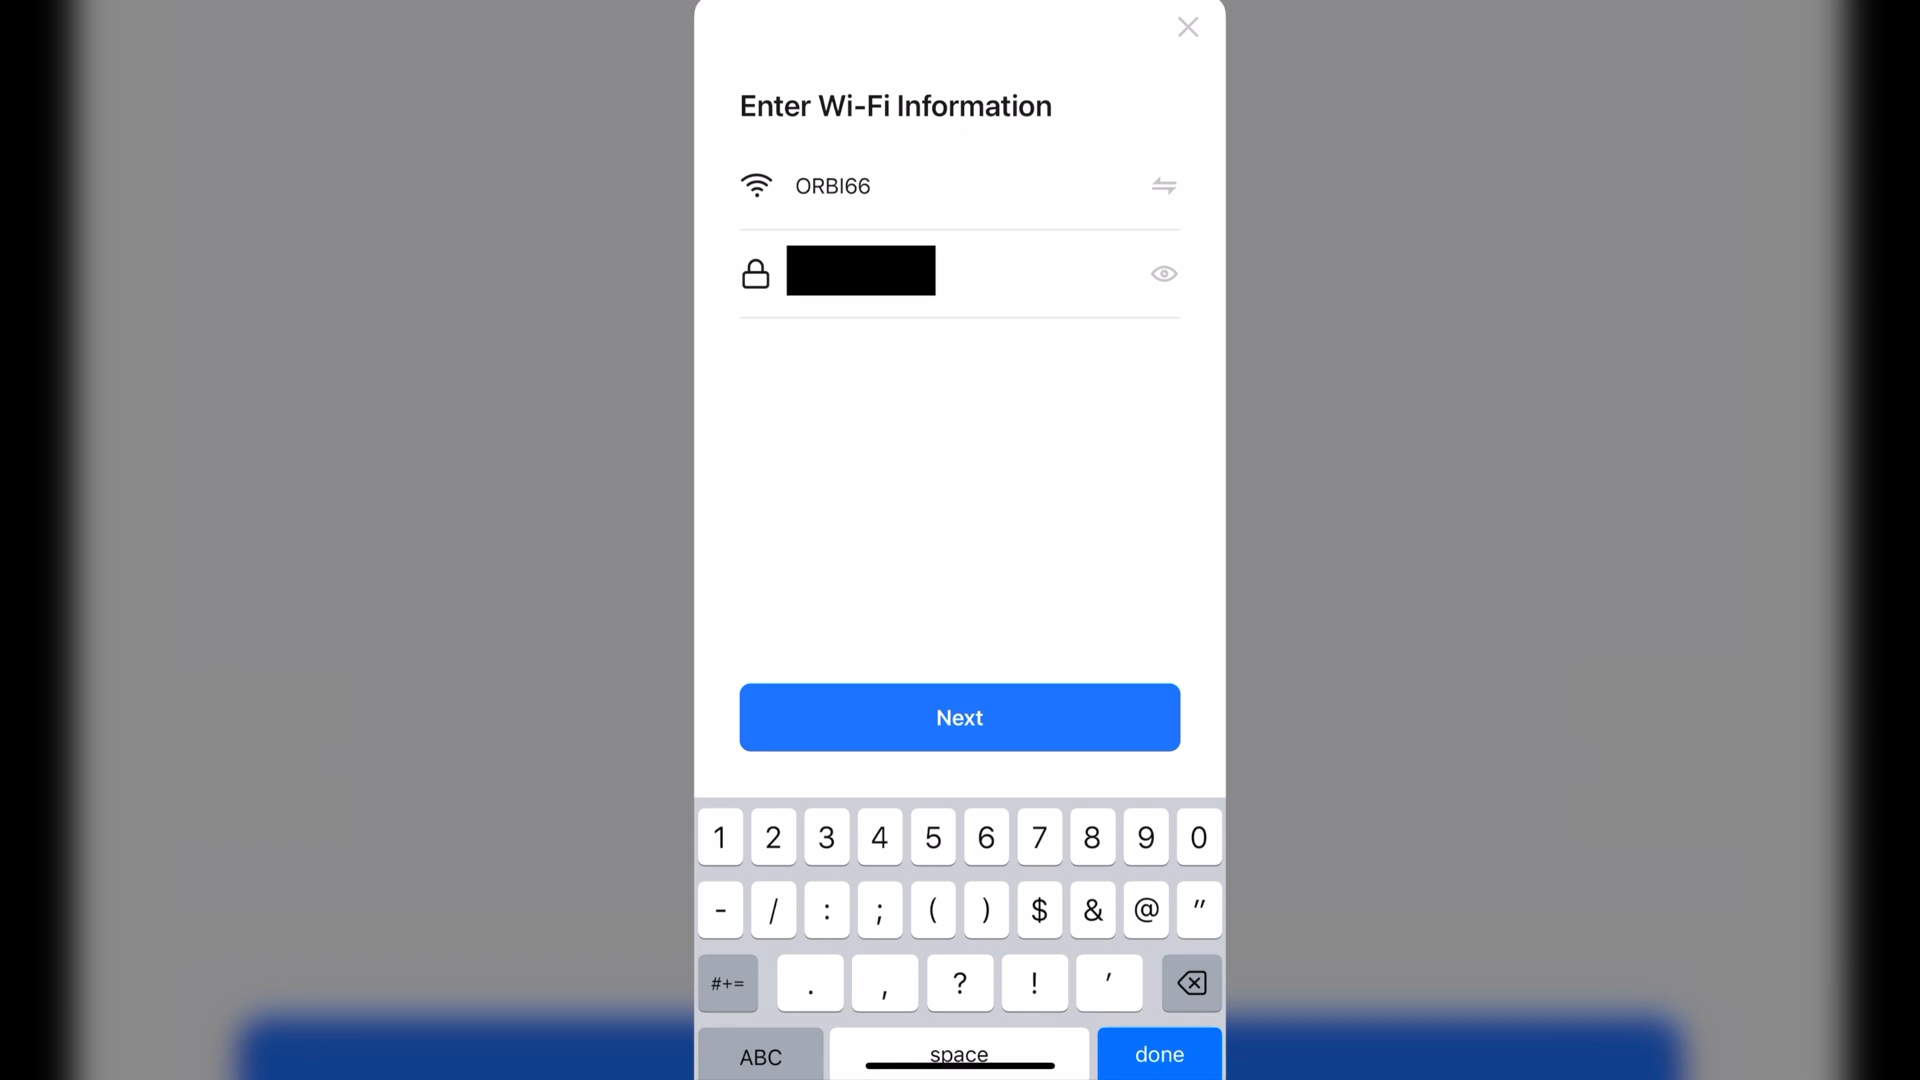 Enter Wi-Fi Information
ORBI66
Next
1 2 3 4 5 6 7 8 9 0
- / : ; ( ) $ & @ "
#+= . , ? ! '
ABC space done